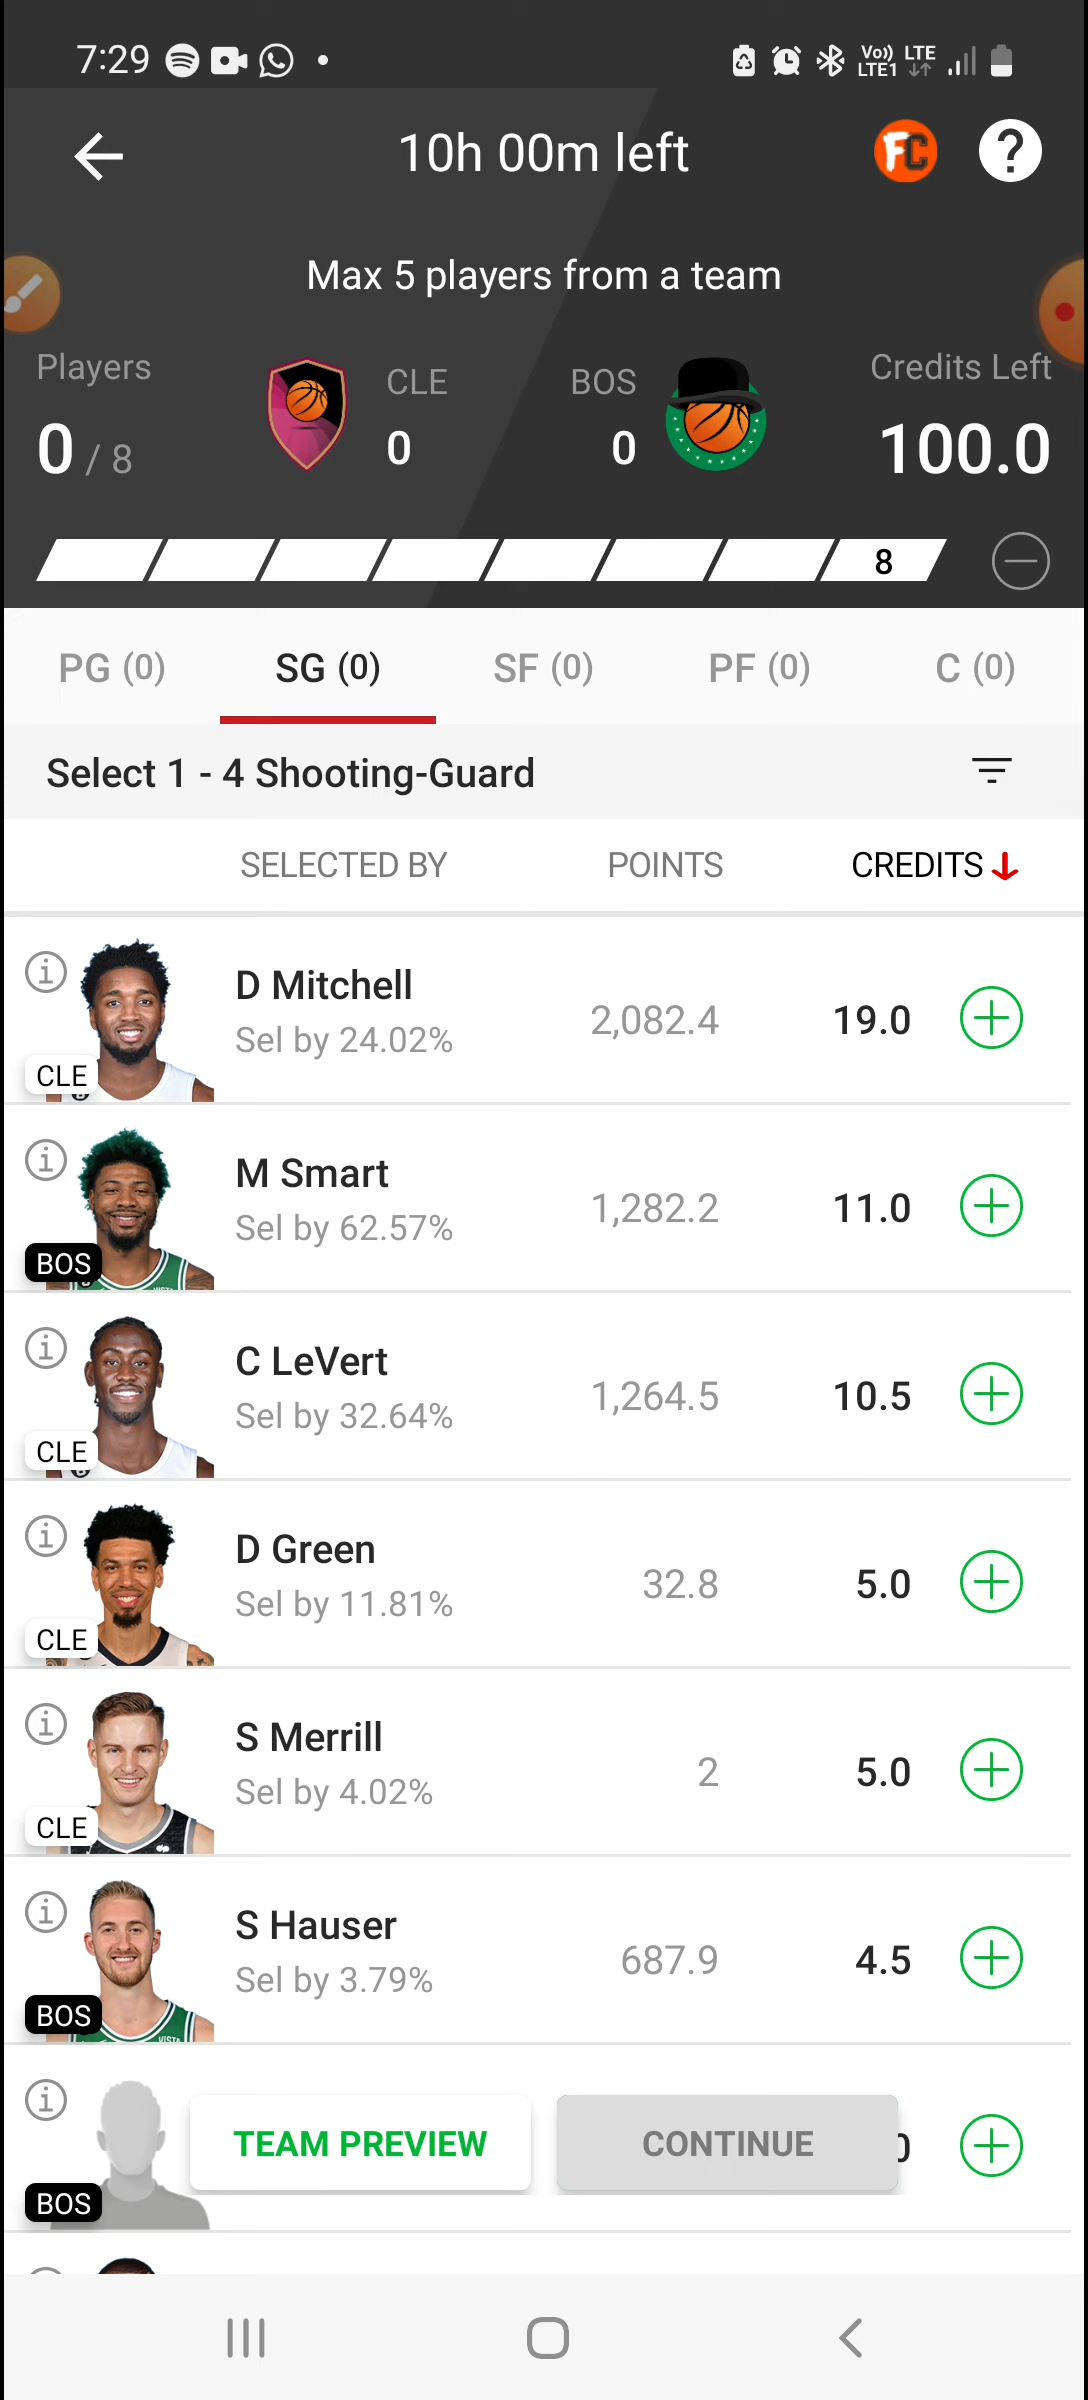 7:29
Vo)) LTE
LTE1
10h 00m left
FC ?
Max 5 players from a team
Players CLE BOS Credits Left
0 / 8 0 0 100.0
8
PG (0) SG (0) SF (0) PF (0) C (0)
Select 1 - 4 Shooting-Guard
SELECTED BY POINTS CREDITS
D Mitchell
Sel by 24.02% 2,082.4 19.0
CLE
M Smart
Sel by 62.57% 1,282.2 11.0
BOS
C LeVert
Sel by 32.64% 1,264.5 10.5
CLE
D Green
Sel by 11.81% 32.8 5.0
CLE
S Merrill
Sel by 4.02% 2 5.0
CLE
S Hauser
Sel by 3.79% 687.9 4.5
BOS
TEAM PREVIEW CONTINUE
BOS